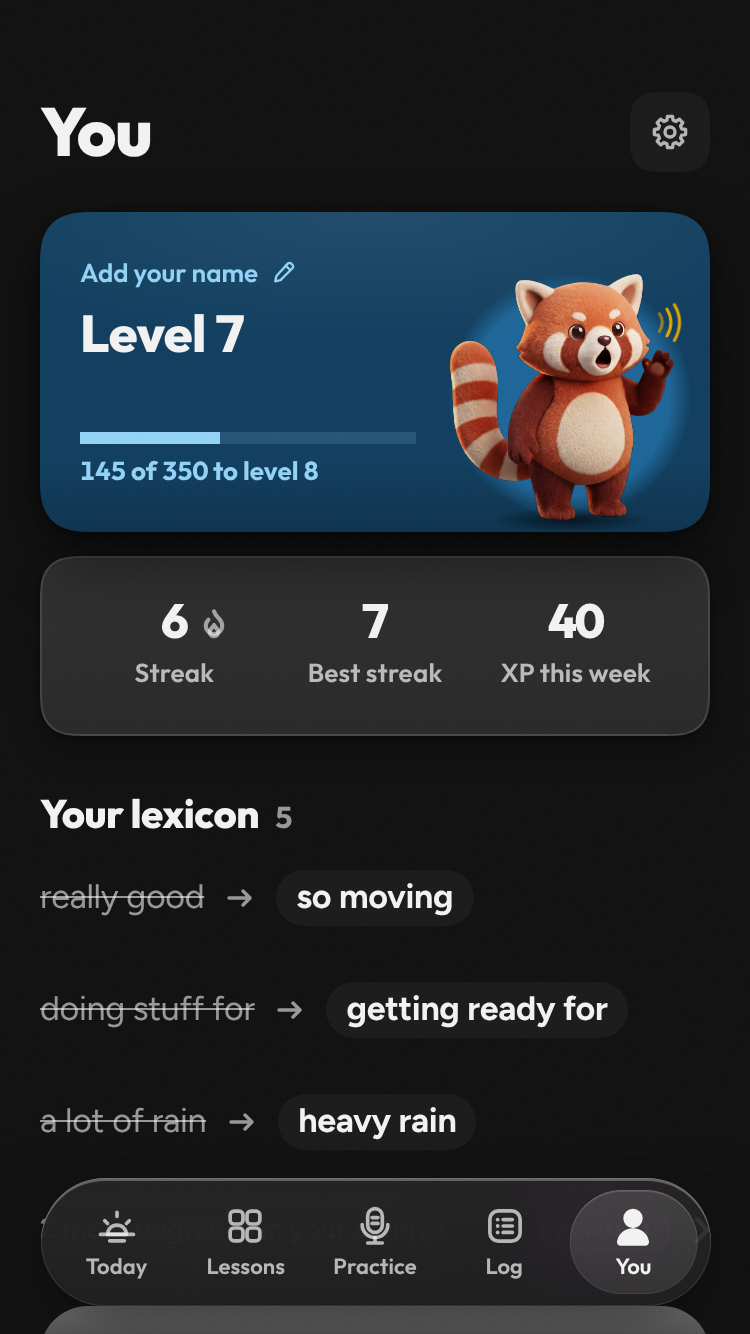 You
Add your name
Level 7
145 of 350 to level 8
6 7 40
Streak Best streak XP this week
Your lexicon 5
really good → so moving
doing stuff for → getting ready for
a lot of rain → heavy rain
Today Lessons Practice Log You